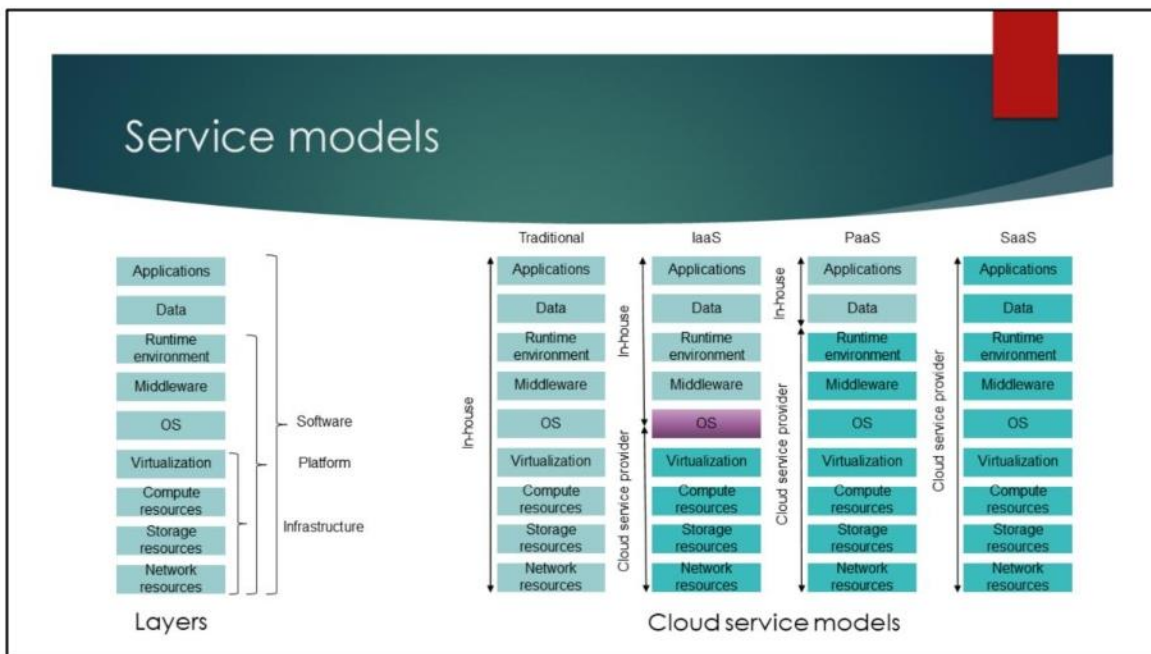 Service models
Applications
Data
Runtime
environment
Middleware
OS
Virtualization
Compute
resources
Storage
resources
Network
resources
Software
Platform
Infrastructure
Layers
Traditional
In-house
Applications
Data
Runtime
environment
Middleware
OS
Virtualization
Compute
resources
Storage
resources
Network
resources
IaaS
In-house
Cloud service provider
Applications
Data
Runtime
environment
Middleware
OS
Virtualization
Compute
resources
Storage
resources
Network
resources
PaaS
In-house
Cloud service provider
Applications
Data
Runtime
environment
Middleware
OS
Virtualization
Compute
resources
Storage
resources
Network
resources
SaaS
Cloud service provider
Applications
Data
Runtime
environment
Middleware
OS
Virtualization
Compute
resources
Storage
resources
Network
resources
Cloud service models